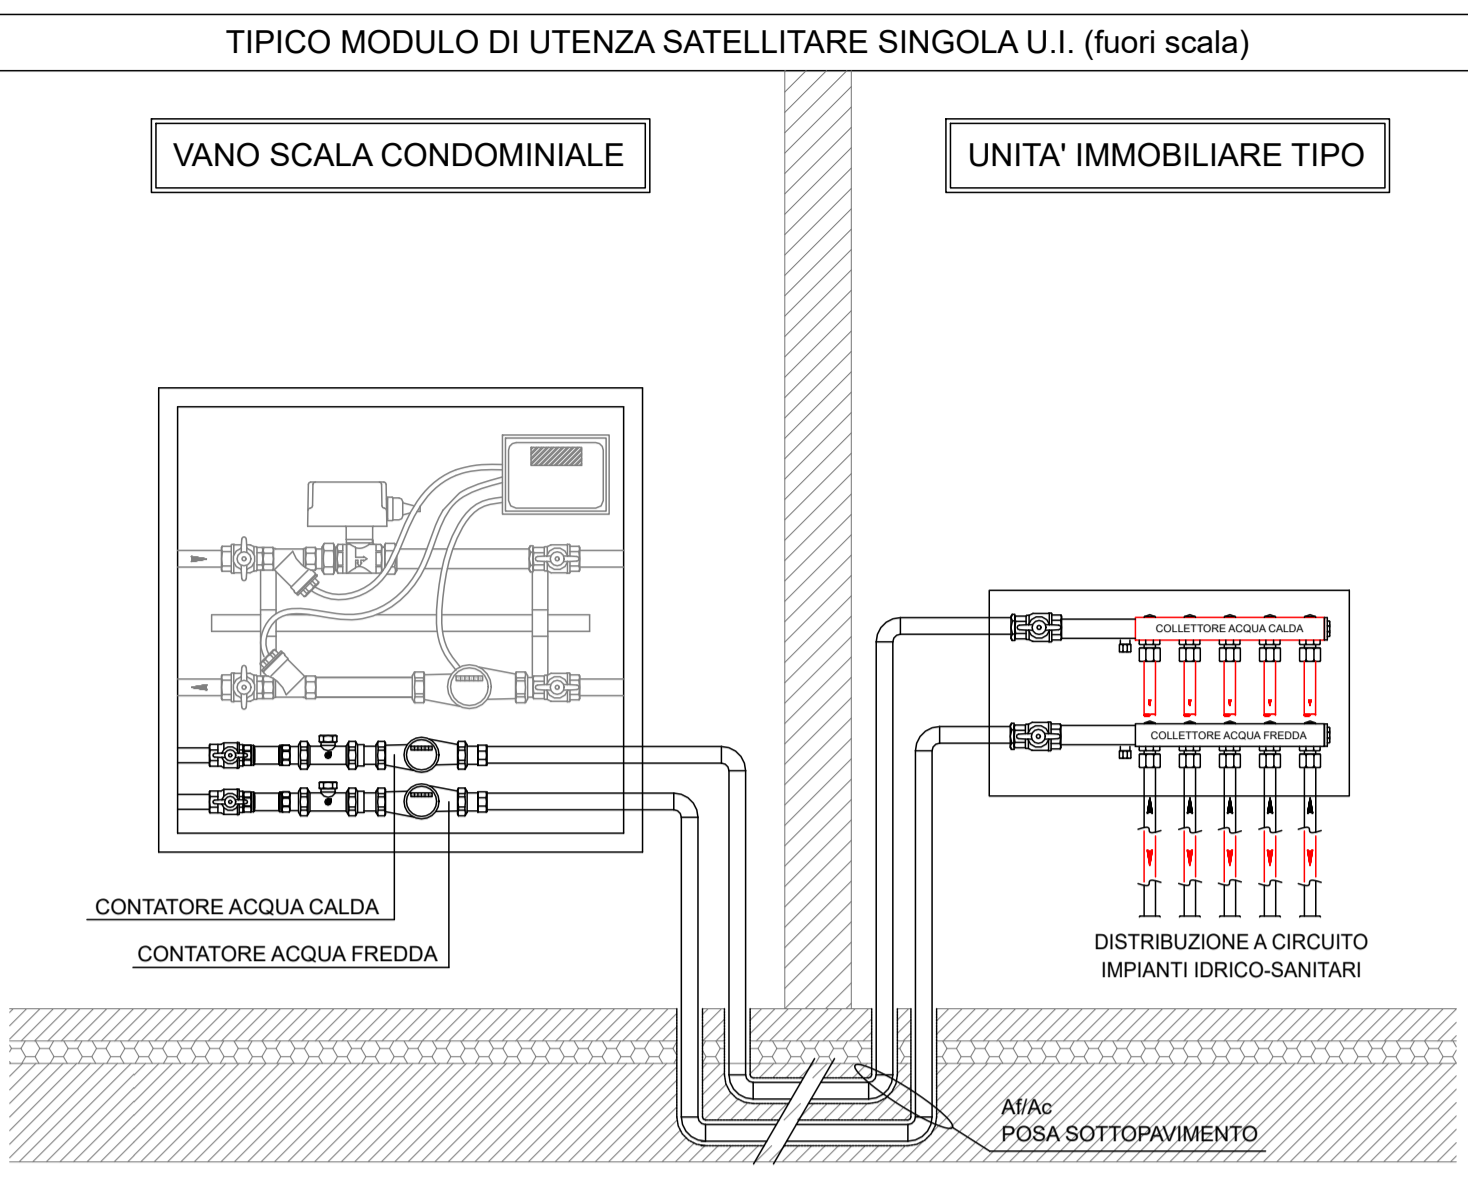 TIPICO MODULO DI UTENZA SATELLITARE SINGOLA U.I. (fuori scala)
VANO SCALA CONDOMINIALE
UNITA' IMMOBILIARE TIPO
COLLETTORE ACQUA CALDA
COLLETTORE ACQUA FREDDA
CONTATORE ACQUA CALDA
CONTATORE ACQUA FREDDA
DISTRIBUZIONE A CIRCUITO
IMPIANTI IDRICO-SANITARI
Af/Ac
POSA SOTTOPAVIMENTO